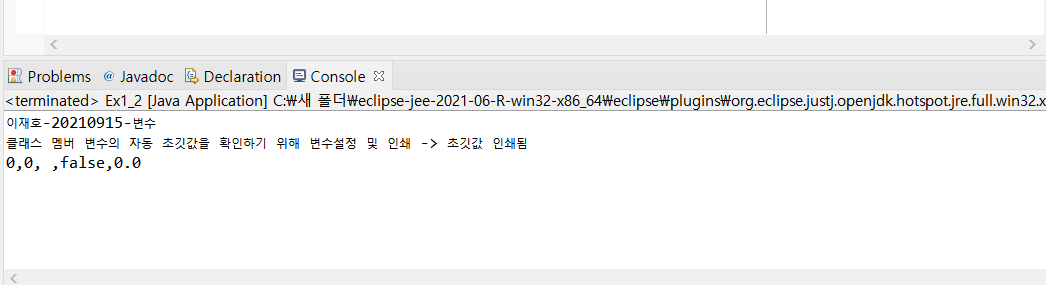 Problems @ Javadoc Declaration Console
<terminated> Ex1_2 [Java Application] C:₩새 폴더₩eclipse-jee-2021-06-R-win32-x86_64₩eclipse₩plugins₩org.eclipse.justj.openjdk.hotspot.jre.full.win32.x
이재호-20210915-변수
클래스 멤버 변수의 자동 초깃값을 확인하기 위해 변수설정 및 인쇄 -> 초깃값 인쇄됨
0,0, ,false,0.0